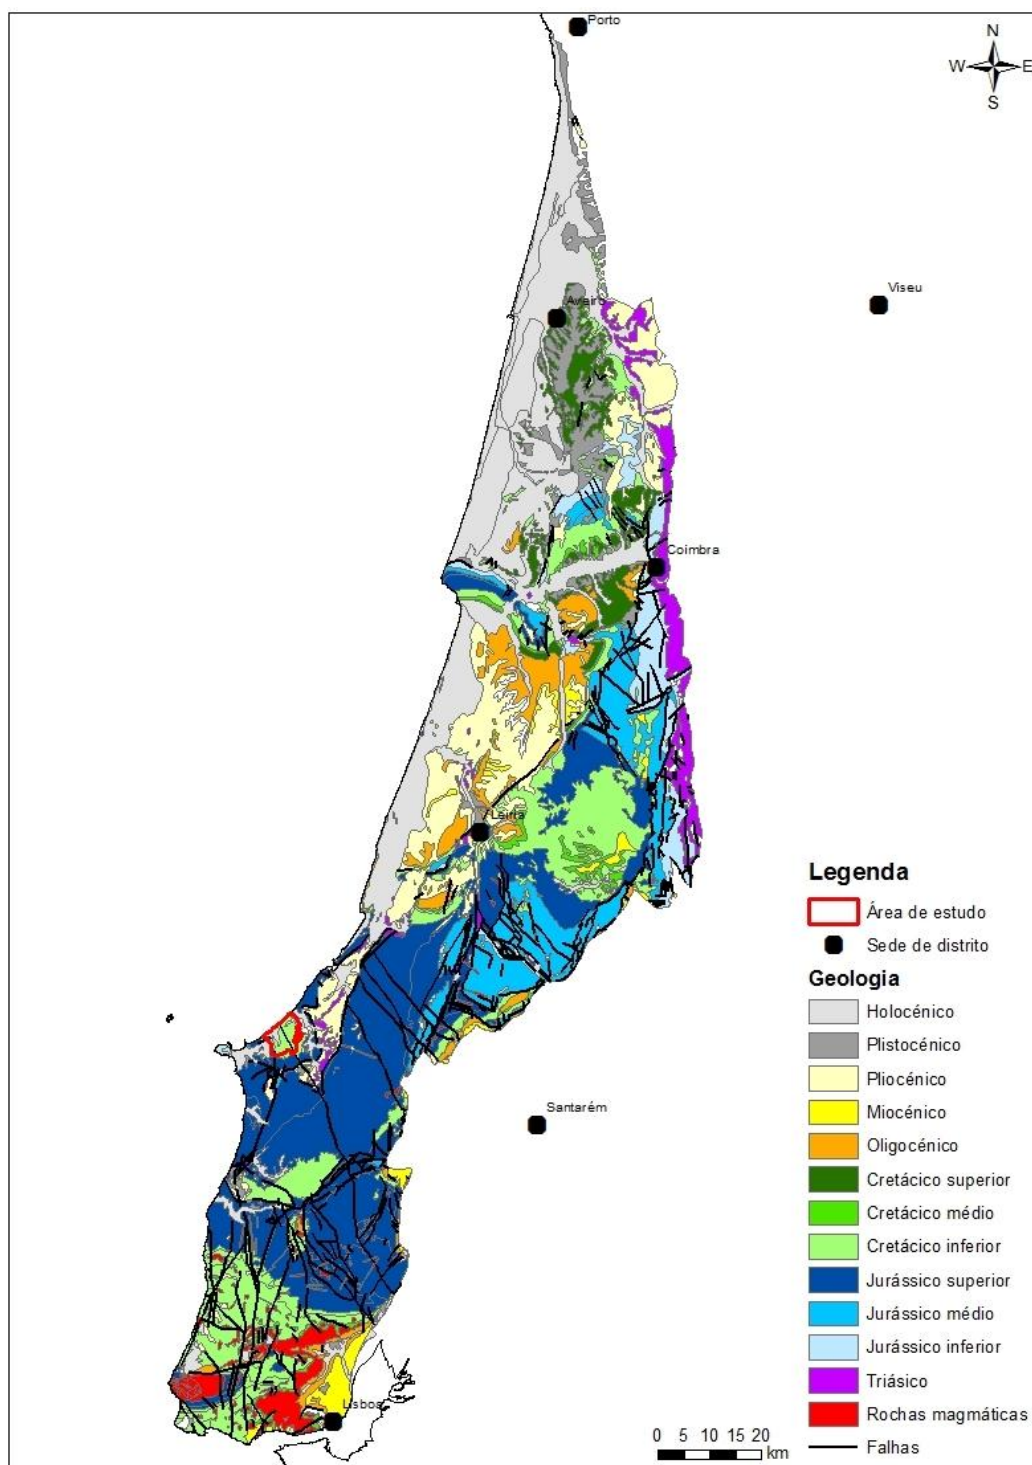 Porto
N
W E
S
Viseu
Aveiro
Coimbra
Leiria
Santarém
Lisboa
Legenda
Área de estudo
Sede de distrito
Geologia
Holocénico
Plistocénico
Pliocénico
Miocénico
Oligocénico
Cretácico superior
Cretácico médio
Cretácico inferior
Jurássico superior
Jurássico médio
Jurássico inferior
Triásico
Rochas magmáticas
Falhas
0 5 10 15 20
km